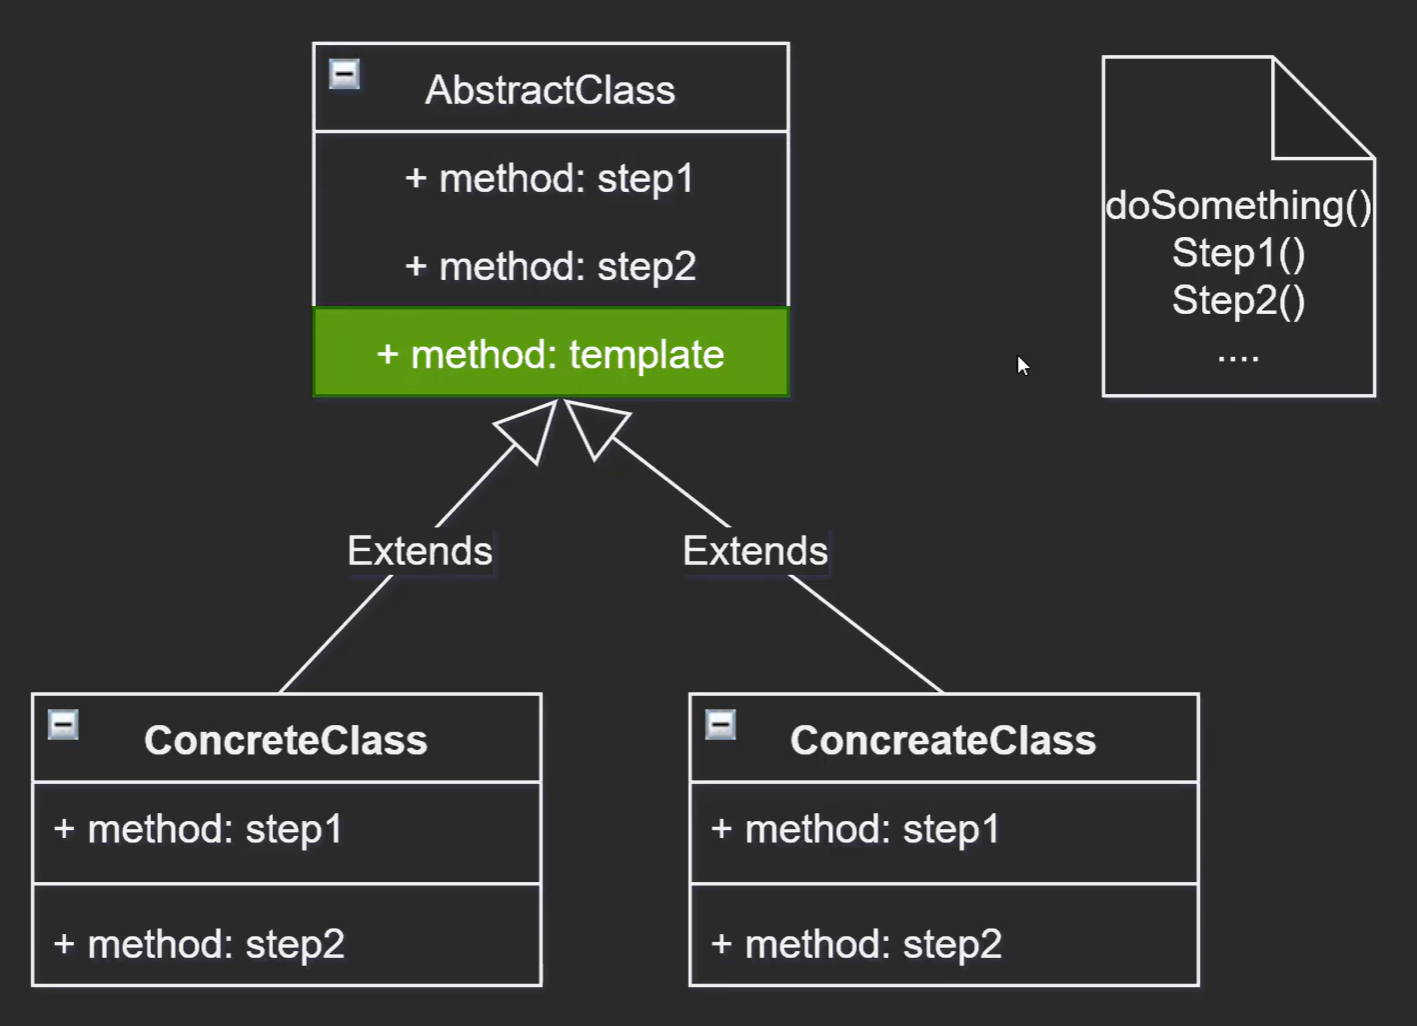 AbstractClass
+ method: step1
+ method: step2
+ method: template
doSomething()
Step1()
Step2()
....
Extends
Extends
ConcreteClass
+ method: step1
+ method: step2
ConcreateClass
+ method: step1
+ method: step2